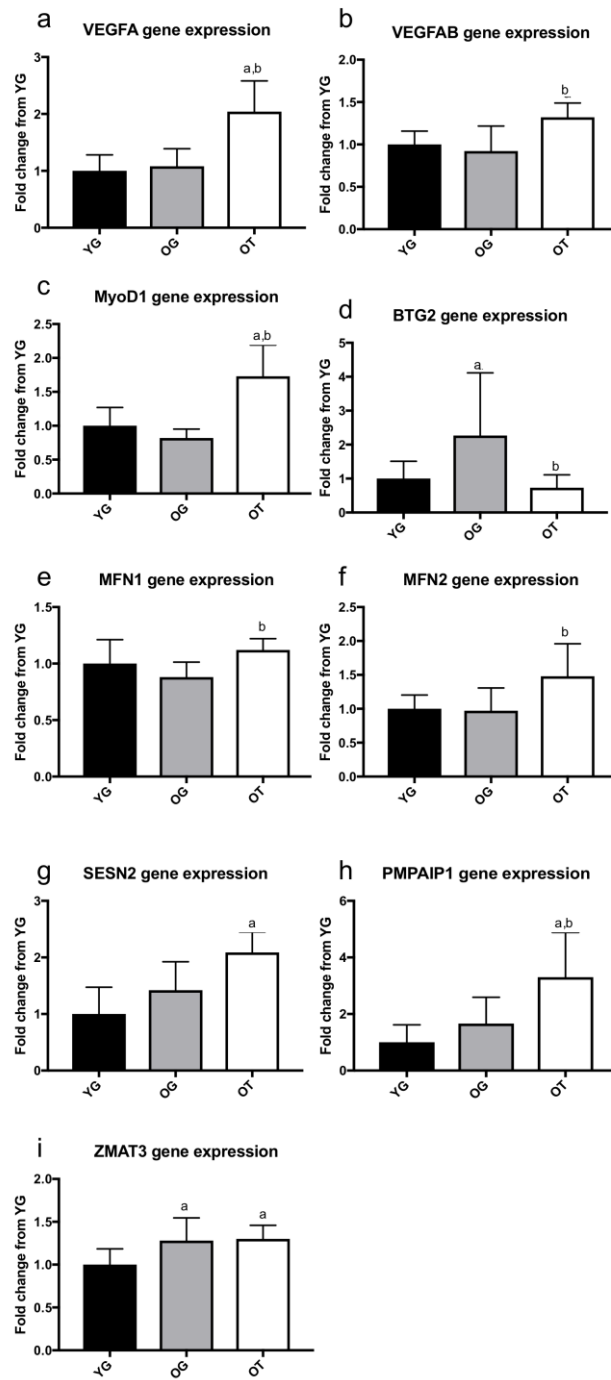 a
VEGFA gene expression
Fold change from YG
3
2
1
0
a,b
YG
OG
OT
b
VEGFAB gene expression
Fold change from YG
2.0
1.5
1.0
0.5
0.0
b
YG
OG
OT
c
MyoD1 gene expression
Fold change from YG
2.5
2.0
1.5
1.0
0.5
0.0
a,b
YG
OG
OT
d
BTG2 gene expression
Fold change from YG
5
4
3
2
1
0
a
b
YG
OG
OT
e
MFN1 gene expression
Fold change from YG
1.5
1.0
0.5
0.0
b
YG
OG
OT
f
MFN2 gene expression
Fold change from YG
2.5
2.0
1.5
1.0
0.5
0.0
b
YG
OG
OT
g
SESN2 gene expression
Fold change from YG
3
2
1
0
a
YG
OG
OT
h
PMPAIP1 gene expression
Fold change from YG
6
4
2
0
a,b
YG
OG
OT
i
ZMAT3 gene expression
Fold change from YG
2.0
1.5
1.0
0.5
0.0
a
a
YG
OG
OT